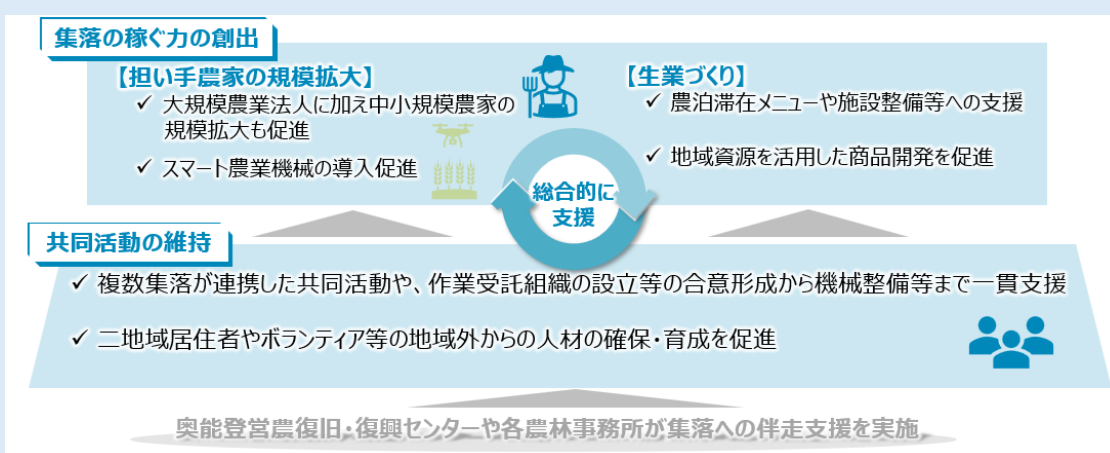 集落の稼ぐ力の創出
【担い手農家の規模拡大】
✓ 大規模農業法人に加え中小規模農家の
規模拡大も促進
✓ スマート農業機械の導入促進
【生業づくり】
✓ 農泊滞在メニューや施設整備等への支援
✓ 地域資源を活用した商品開発を促進
総合的に
支援
共同活動の維持
✓ 複数集落が連携した共同活動や、作業受託組織の設立等の合意形成から機械整備等まで一貫支援
✓ 二地域居住者やボランティア等の地域外からの人材の確保・育成を促進
奥能登営農復旧・復興センターや各農林事務所が集落への伴走支援を実施